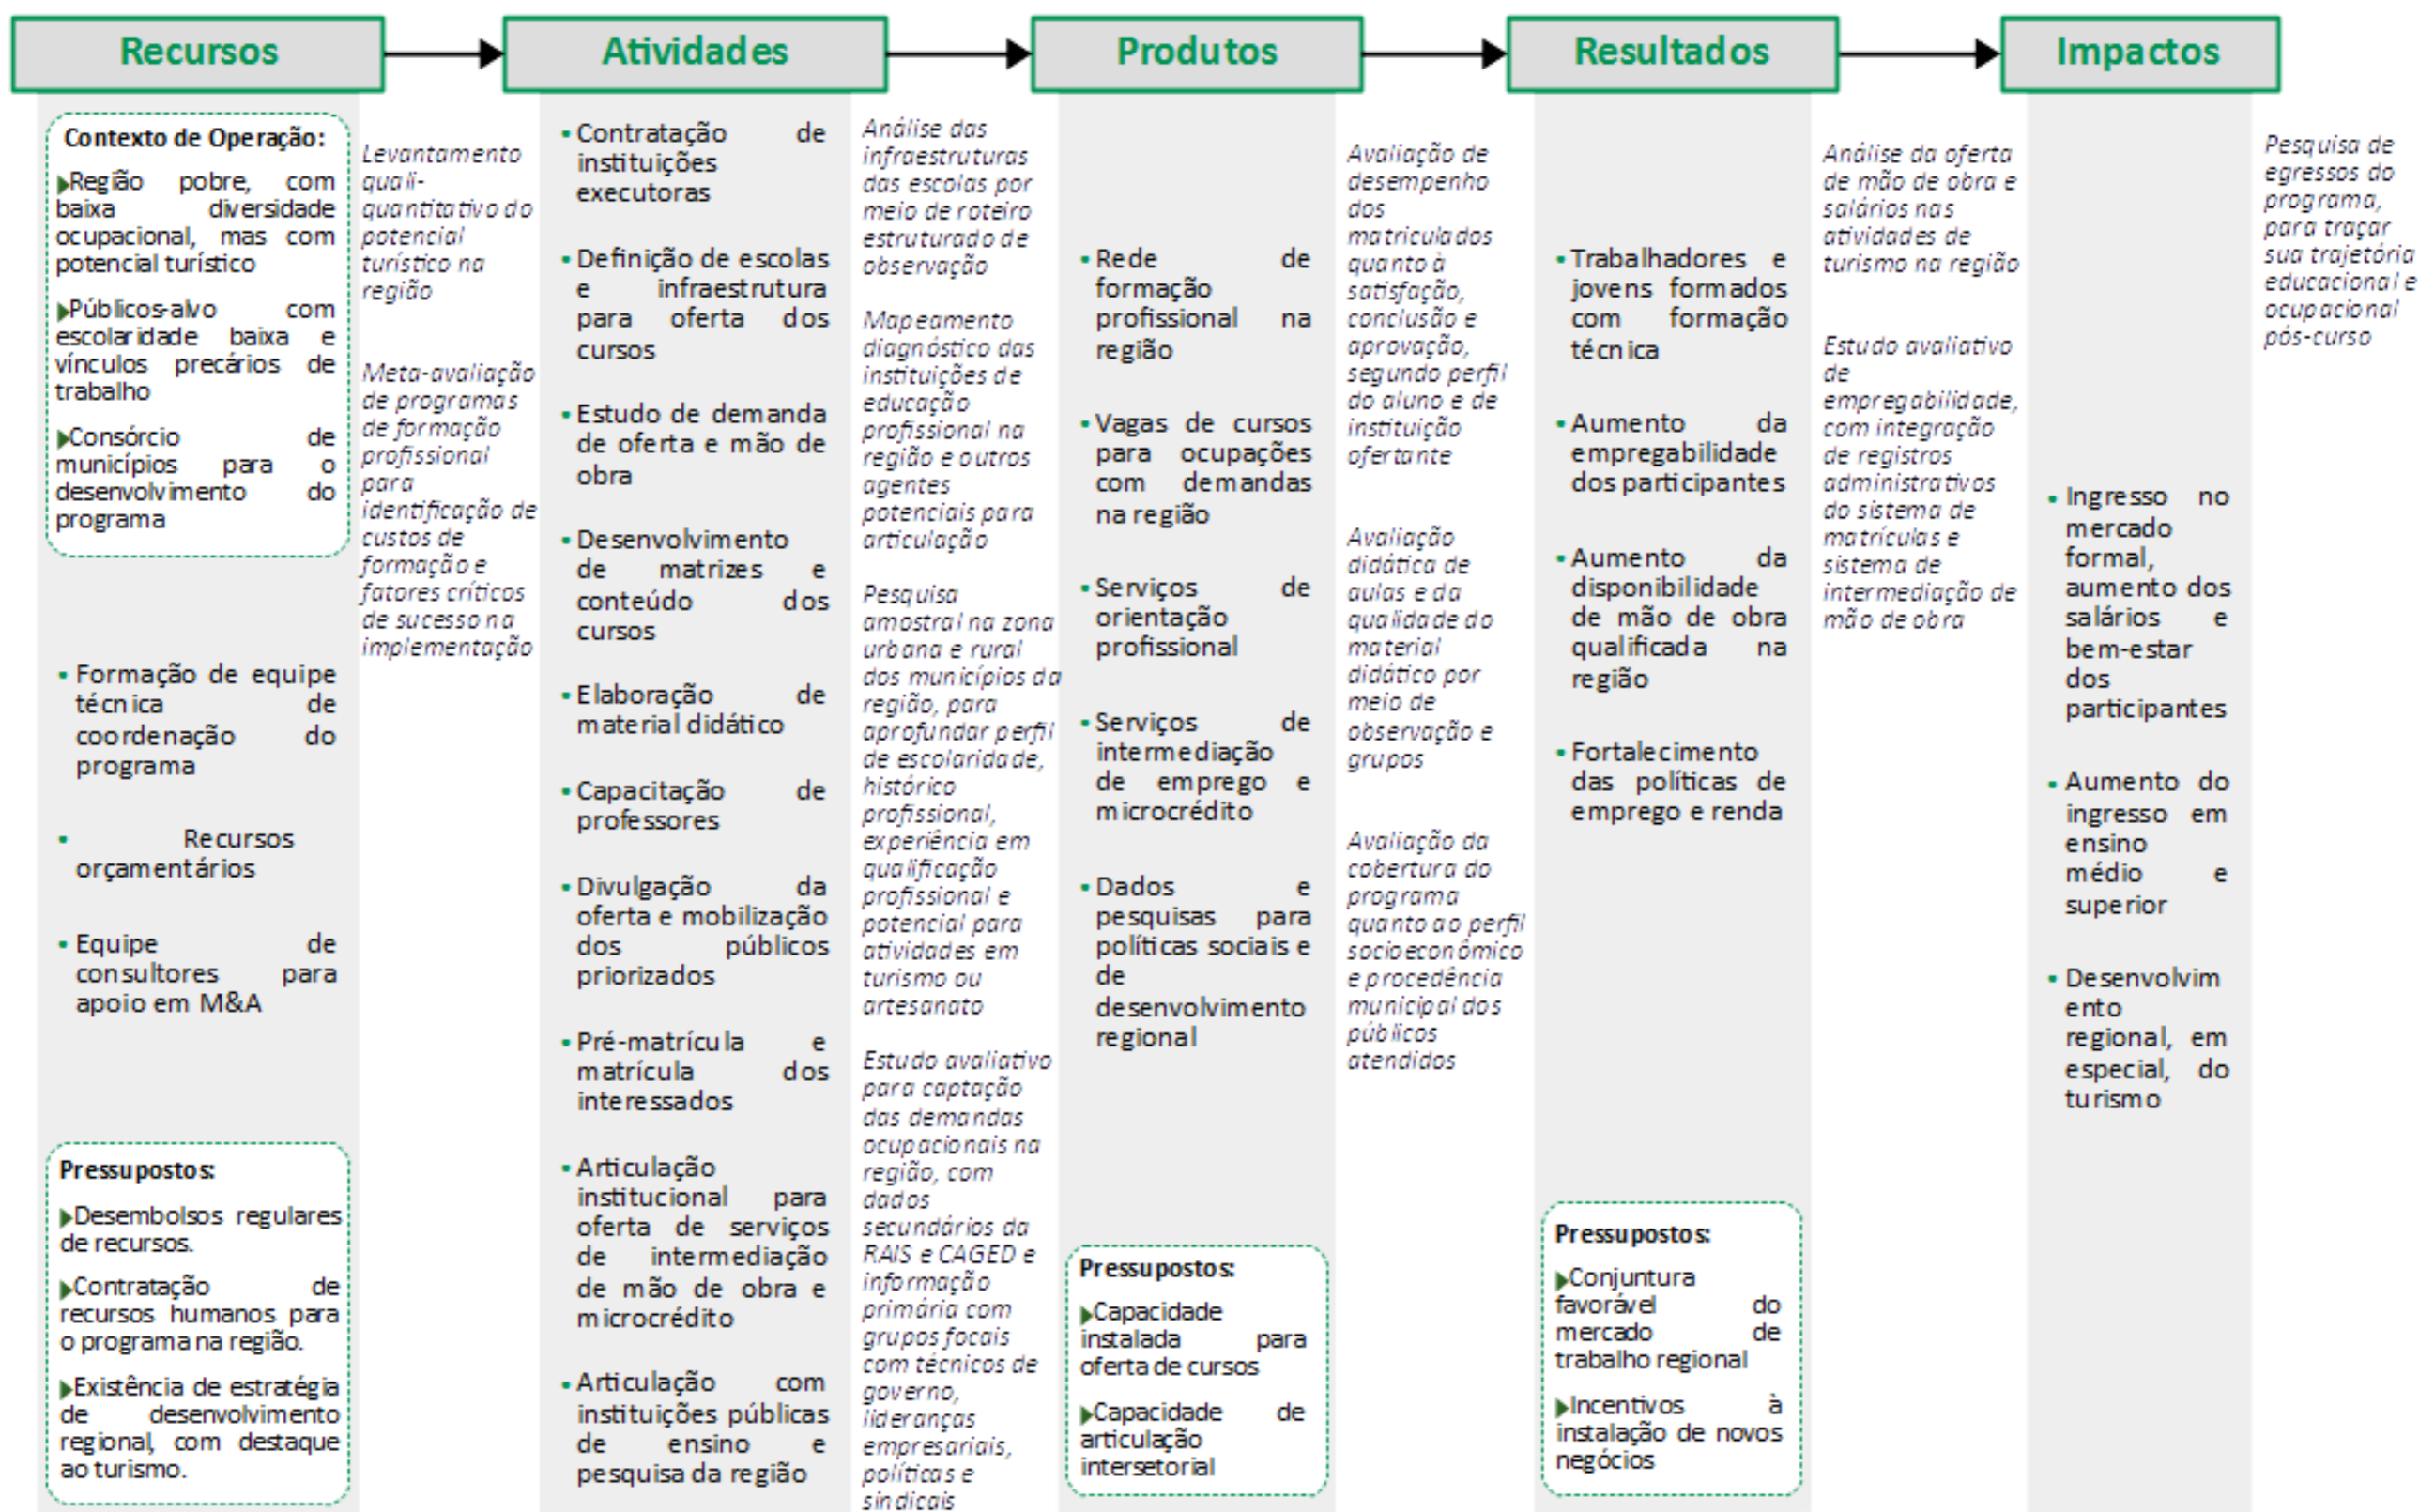 Recursos
Contexto de Operação:
Região pobre, com
baixa diversidade
ocupacional, mas com
potencial turístico
Públicos-alvo com
escolaridade baixa e
vínculos precários de
trabalho
Consórcio de
municípios para o
desenvolvimento do
programa
Formação de equipe
técnica de
coordenação do
programa
Recursos
orçamentários
Equipe de
consultores para
apoio em M&A
Pressupostos:
Desembolsos regulares
de recursos.
Contratação de
recursos humanos para
o programa na região.
Existência de estratégia
de desenvolvimento
regional, com destaque
ao turismo.
Levantamento
quali-
quantitativo do
potencial
turístico na
região
Meta-avaliação
de programas
de formação
profissional
para
identificação de
custos de
formação e
fatores críticos
de sucesso na
implementação
Atividades
Contratação de
instituições
executoras
Definição de escolas
e infraestrutura
para oferta dos
cursos
Estudo de demanda
de oferta e mão de
obra
Desenvolvimento
de matrizes e
conteúdo dos
cursos
Elaboração de
material didático
Capacitação de
professores
Divulgação da
oferta e mobilização
dos públicos
priorizados
Pré-matrícula e
matrícula dos
interessados
Articulação
institucional para
oferta de serviços
de intermediação
de mão de obra e
microcrédito
Articulação com
instituições públicas
de ensino e
pesquisa da região
Análise das
infraestruturas
das escolas por
meio de roteiro
estruturado de
observação
Mapeamento
diagnóstico das
instituições de
educação
profissional na
região e outros
agentes
potenciais para
articulação
Pesquisa
amostral na zona
urbana e rural
dos municípios da
região, para
aprofundar perfil
de escolaridade,
histórico
profissional,
experiência em
qualificação
profissional e
potencial para
atividades em
turismo ou
artesanato
Estudo avaliativo
para captação
das demandas
ocupacionais na
região, com
dados
secundários da
RAIS e CAGED e
informação
primária com
grupos focais
com técnicos de
governo,
lideranças
empresariais,
políticas e
sindicais
Produtos
Rede de
formação
profissional na
região
Vagas de cursos
para ocupações
com demandas
na região
Serviços de
orientação
profissional
Serviços de
intermediação
de emprego e
microcrédito
Dados e
pesquisas para
políticas sociais e
de
desenvolvimento
regional
Pressupostos:
Capacidade
instalada para
oferta de cursos
Capacidade de
articulação
intersetorial
Avaliação de
desempenho
dos
matriculados
quanto à
satisfação,
conclusão e
aprovação,
segundo perfil
do aluno e de
instituição
ofertante
Avaliação
didática de
aulas e da
qualidade do
material
didático por
meio de
observação e
grupos
Avaliação da
cobertura do
programa
quanto ao perfil
socioeconômico
e procedência
municipal dos
públicos
atendidos
Resultados
Trabalhadores e
jovens formados
com formação
técnica
Aumento da
empregabilidade
dos participantes
Aumento da
disponibilidade
de mão de obra
qualificada na
região
Fortalecimento
das políticas de
emprego e renda
Pressupostos:
Conjuntura
favorável do
mercado de
trabalho regional
Incentivos à
instalação de novos
negócios
Análise da oferta
de mão de obra e
salários nas
atividades de
turismo na região
Estudo avaliativo
de
empregabilidade,
com integração
de registros
administrativos
do sistema de
matrículas e
sistema de
intermediação de
mão de obra
Impactos
Ingresso no
mercado
formal,
aumento dos
salários e
bem-estar
dos
participantes
Aumento do
ingresso em
ensino
médio e
superior
Desenvolvim
ento
regional, em
especial, do
turismo
Pesquisa de
egressos do
programa,
para traçar
sua trajetória
educacional e
ocupacional
pós-curso